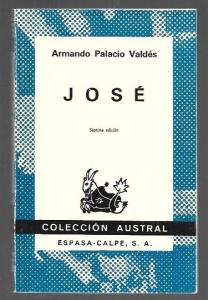 Armando Palacio Valdés
JOSÉ
Séptima edición
COLECCIÓN AUSTRAL
ESPASA-CALPE, S. A.